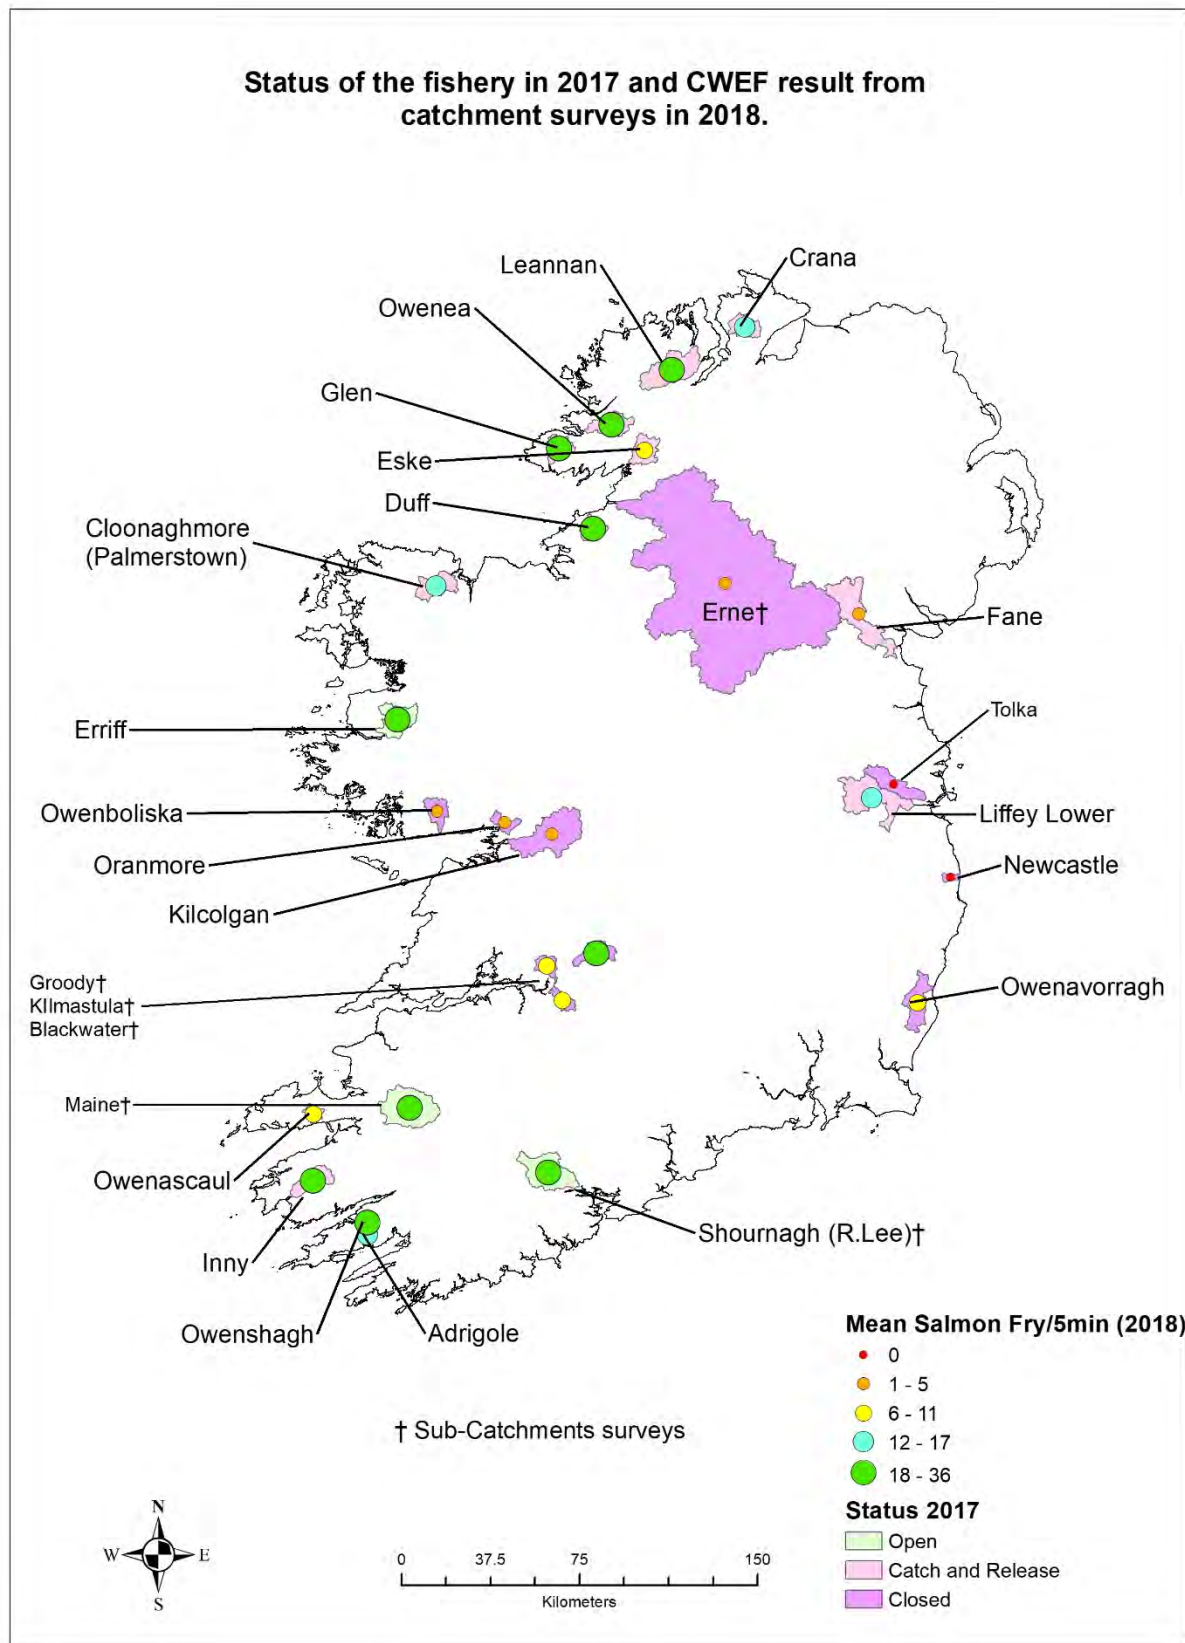 Status of the fishery in 2017 and CWEF result from
catchment surveys in 2018.
Crana
Leannan
Owenea
Glen
Eske
Duff
Cloonaghmore
(Palmerstown)
Erne†
Fane
Tolka
Erriff
Owenboliska
Liffey Lower
Oranmore
Newcastle
Kilcolgan
Groody†
KIlmastula†
Blackwater†
Owenavorragh
Maine†
Owenascaul
Shournagh (R.Lee)†
Inny
Owenshagh
Adrigole
Mean Salmon Fry/5min (2018)
0
1 - 5
6 - 11
12 - 17
18 - 36
† Sub-Catchments surveys
Status 2017
Open
Catch and Release
Closed
N
W E
S
0 37.5 75 150
Kilometers